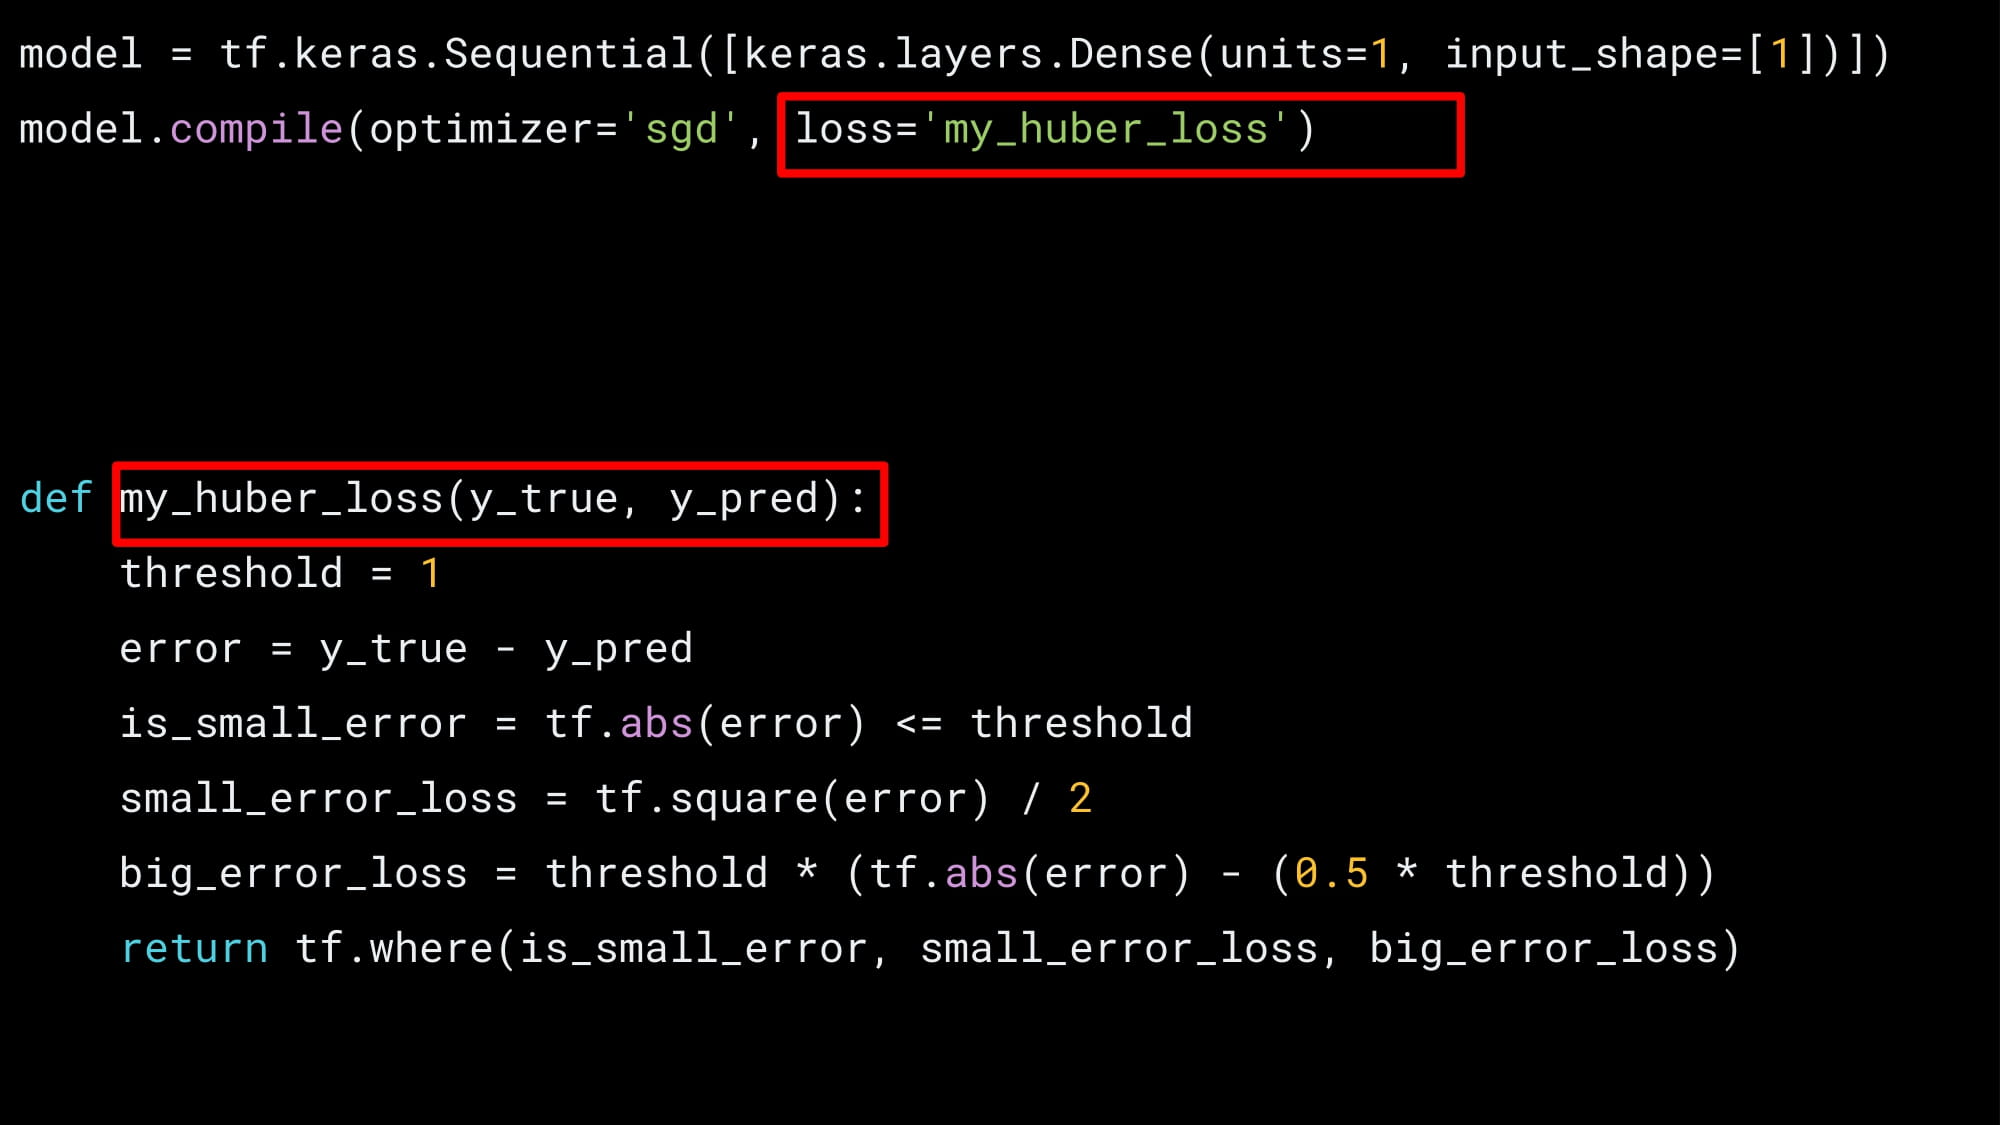 model = tf.keras.Sequential([keras.layers.Dense(units=1, input_shape=[1])])
model.compile(optimizer='sgd', loss='my_huber_loss')
def my_huber_loss(y_true, y_pred):
    threshold = 1
    error = y_true - y_pred
    is_small_error = tf.abs(error) <= threshold
    small_error_loss = tf.square(error) / 2
    big_error_loss = threshold * (tf.abs(error) - (0.5 * threshold))
    return tf.where(is_small_error, small_error_loss, big_error_loss)